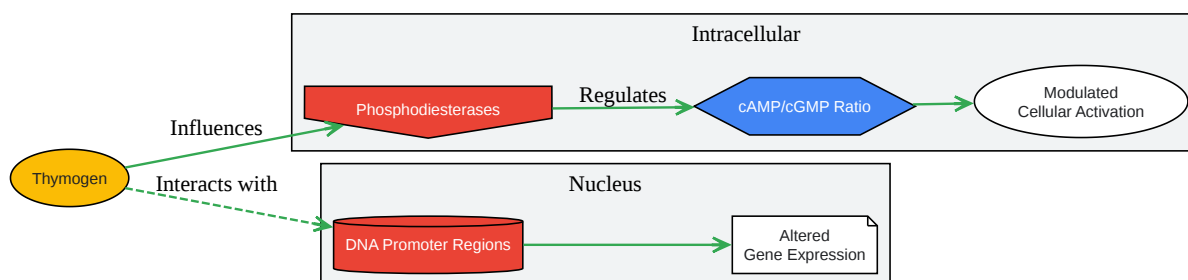 Intracellular
Phosphodiesterases
Regulates
cAMP/cGMP Ratio
Modulated
Cellular Activation
Influences
Thymogen
Interacts with
Nucleus
DNA Promoter Regions
Altered
Gene Expression